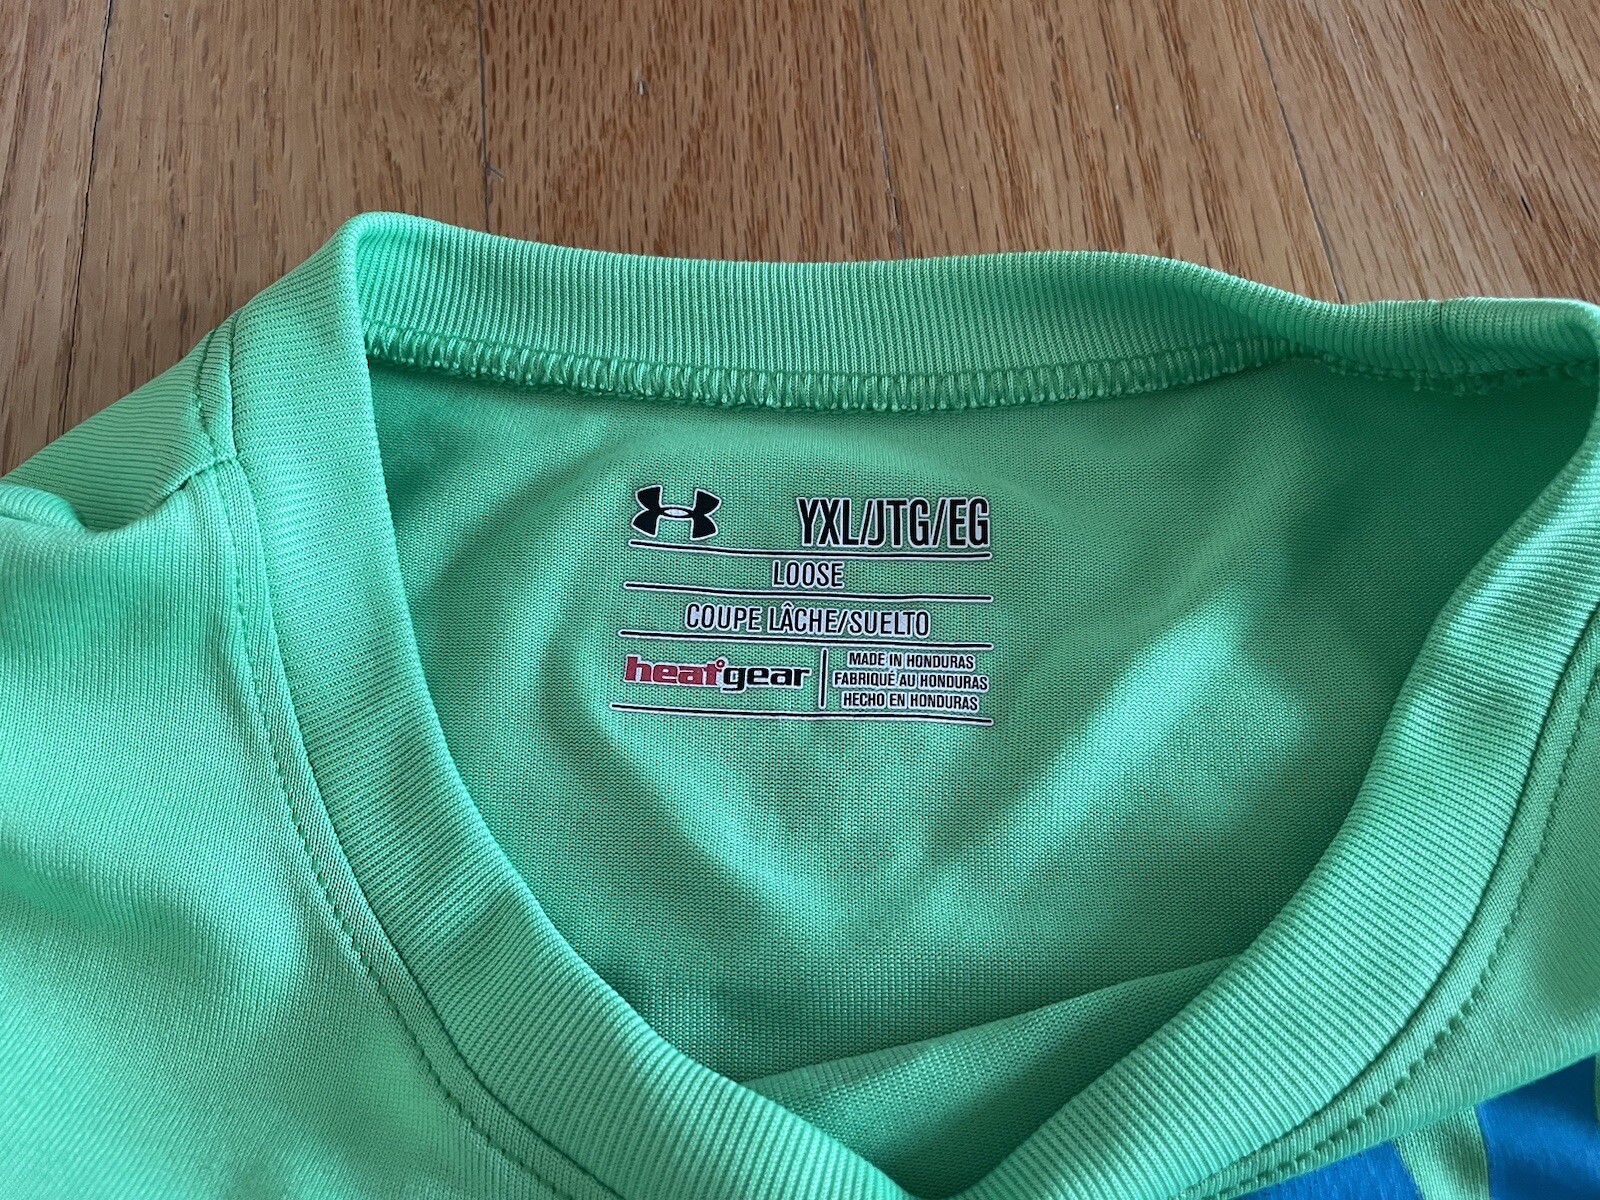 YXL/JTG/EG
LOOSE
COUPE LÂCHE/SUELTO
heatgear
MADE IN HONDURAS
FABRIQUÉ AU HONDURAS
HECHO EN HONDURAS